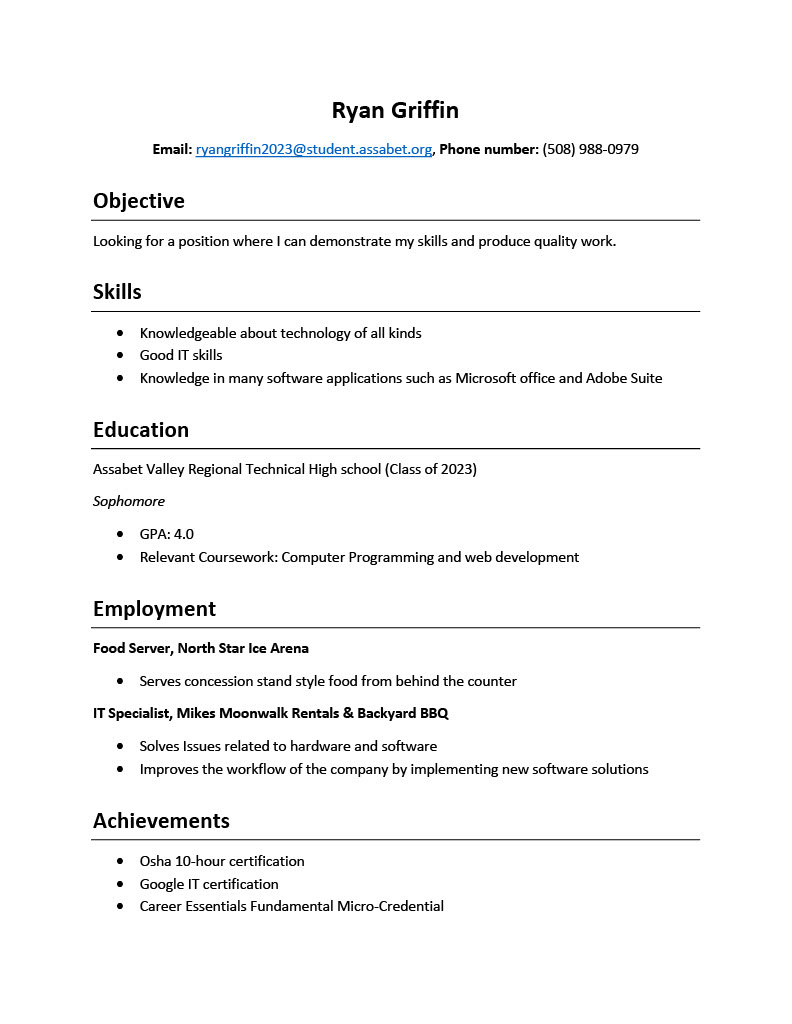 Ryan Griffin
Email: ryangriffin2023@student.assabet.org, Phone number: (508) 988-0979
Objective
Looking for a position where I can demonstrate my skills and produce quality work.
Skills
• Knowledgeable about technology of all kinds
• Good IT skills
• Knowledge in many software applications such as Microsoft office and Adobe Suite
Education
Assabet Valley Regional Technical High school (Class of 2023)
Sophomore
• GPA: 4.0
• Relevant Coursework: Computer Programming and web development
Employment
Food Server, North Star Ice Arena
• Serves concession stand style food from behind the counter
IT Specialist, Mikes Moonwalk Rentals & Backyard BBQ
• Solves Issues related to hardware and software
• Improves the workflow of the company by implementing new software solutions
Achievements
• Osha 10-hour certification
• Google IT certification
• Career Essentials Fundamental Micro-Credential